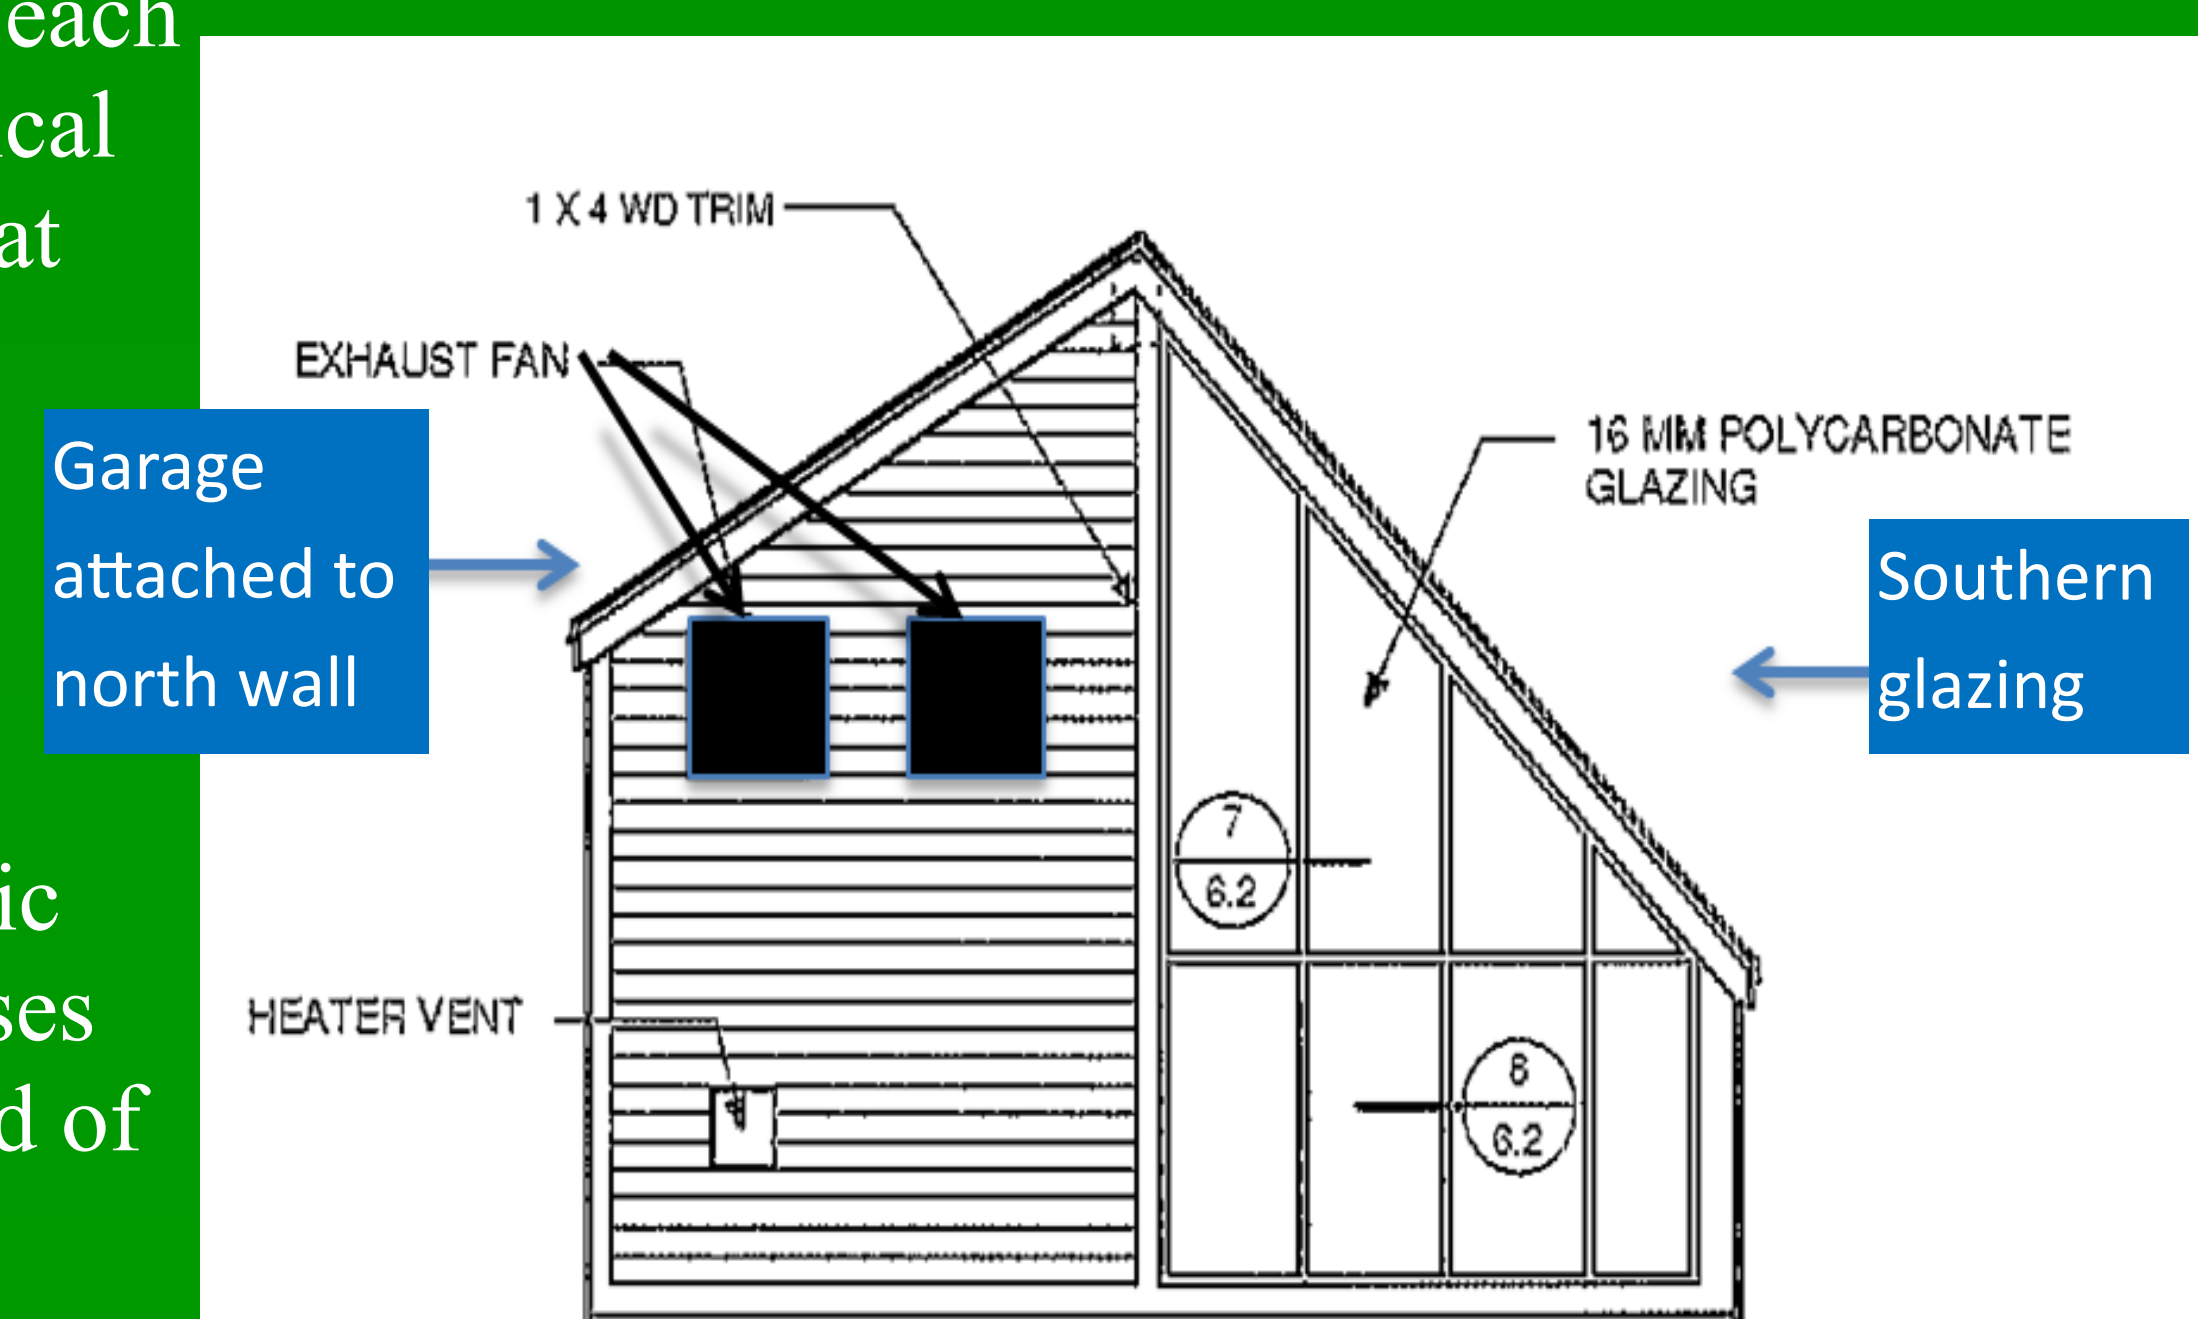 each
cal
at
ic
ses
d of
1 X 4 WD TRIM
EXHAUST FAN
Garage
attached to
north wall
16 MM POLYCARBONATE
GLAZING
Southern
glazing
7
6.2
HEATER VENT
8
6.2